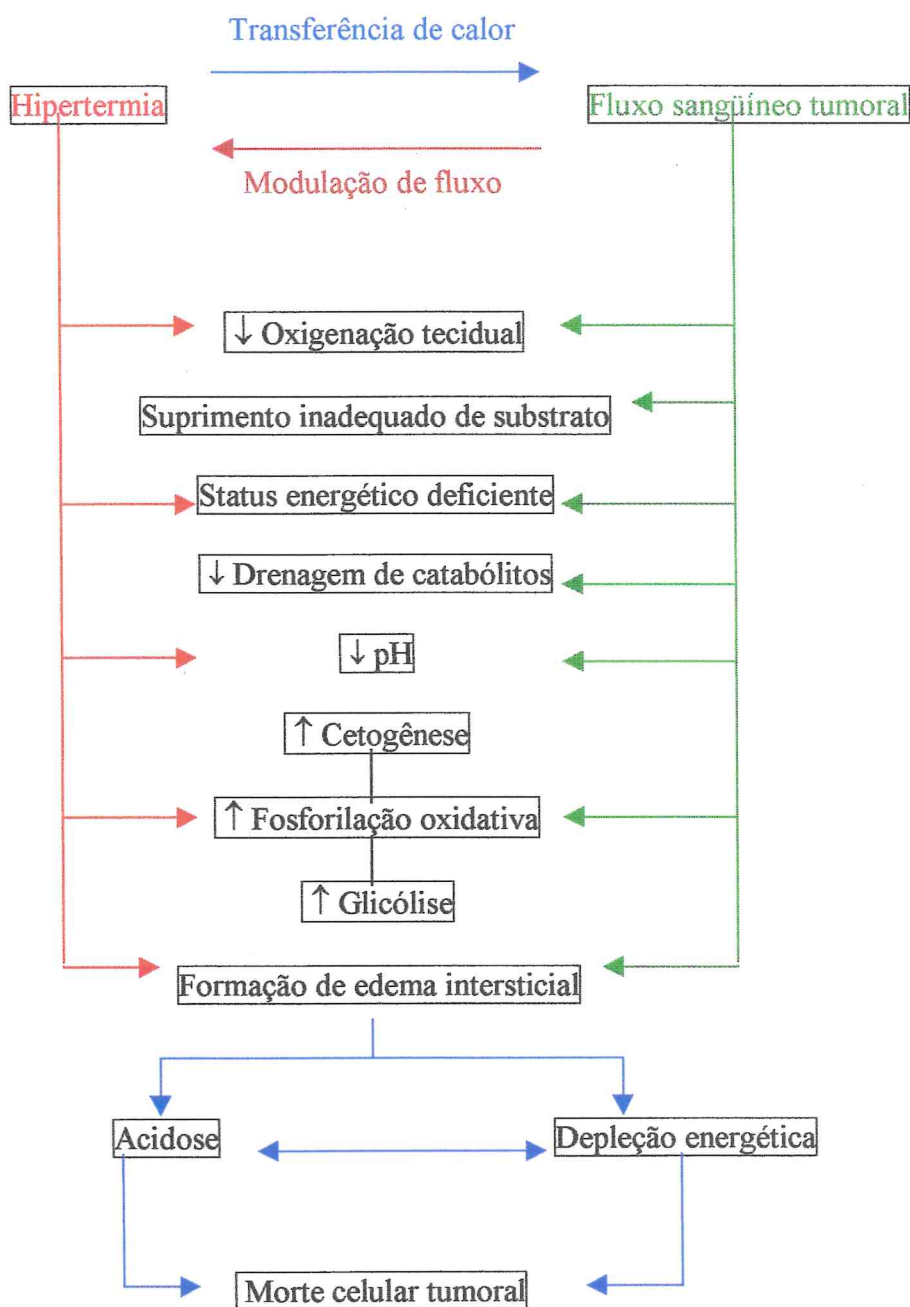 Transferência de calor
Hipertermia
Fluxo sangüíneo tumoral
Modulação de fluxo
↓ Oxigenação tecidual
Suprimento inadequado de substrato
Status energético deficiente
↓ Drenagem de catabólitos
↓ pH
↑ Cetogênese
↑ Fosforilação oxidativa
↑ Glicólise
Formação de edema intersticial
Acidose
Depleção energética
Morte celular tumoral